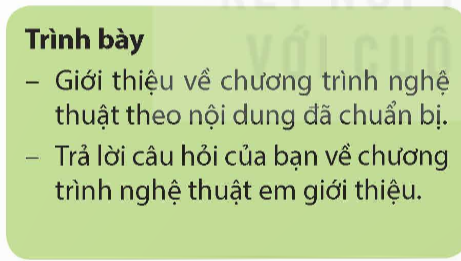 Trình bày
– Giới thiệu về chương trình nghệ
thuật theo nội dung đã chuẩn bị.
– Trả lời câu hỏi của bạn về chương
trình nghệ thuật em giới thiệu.